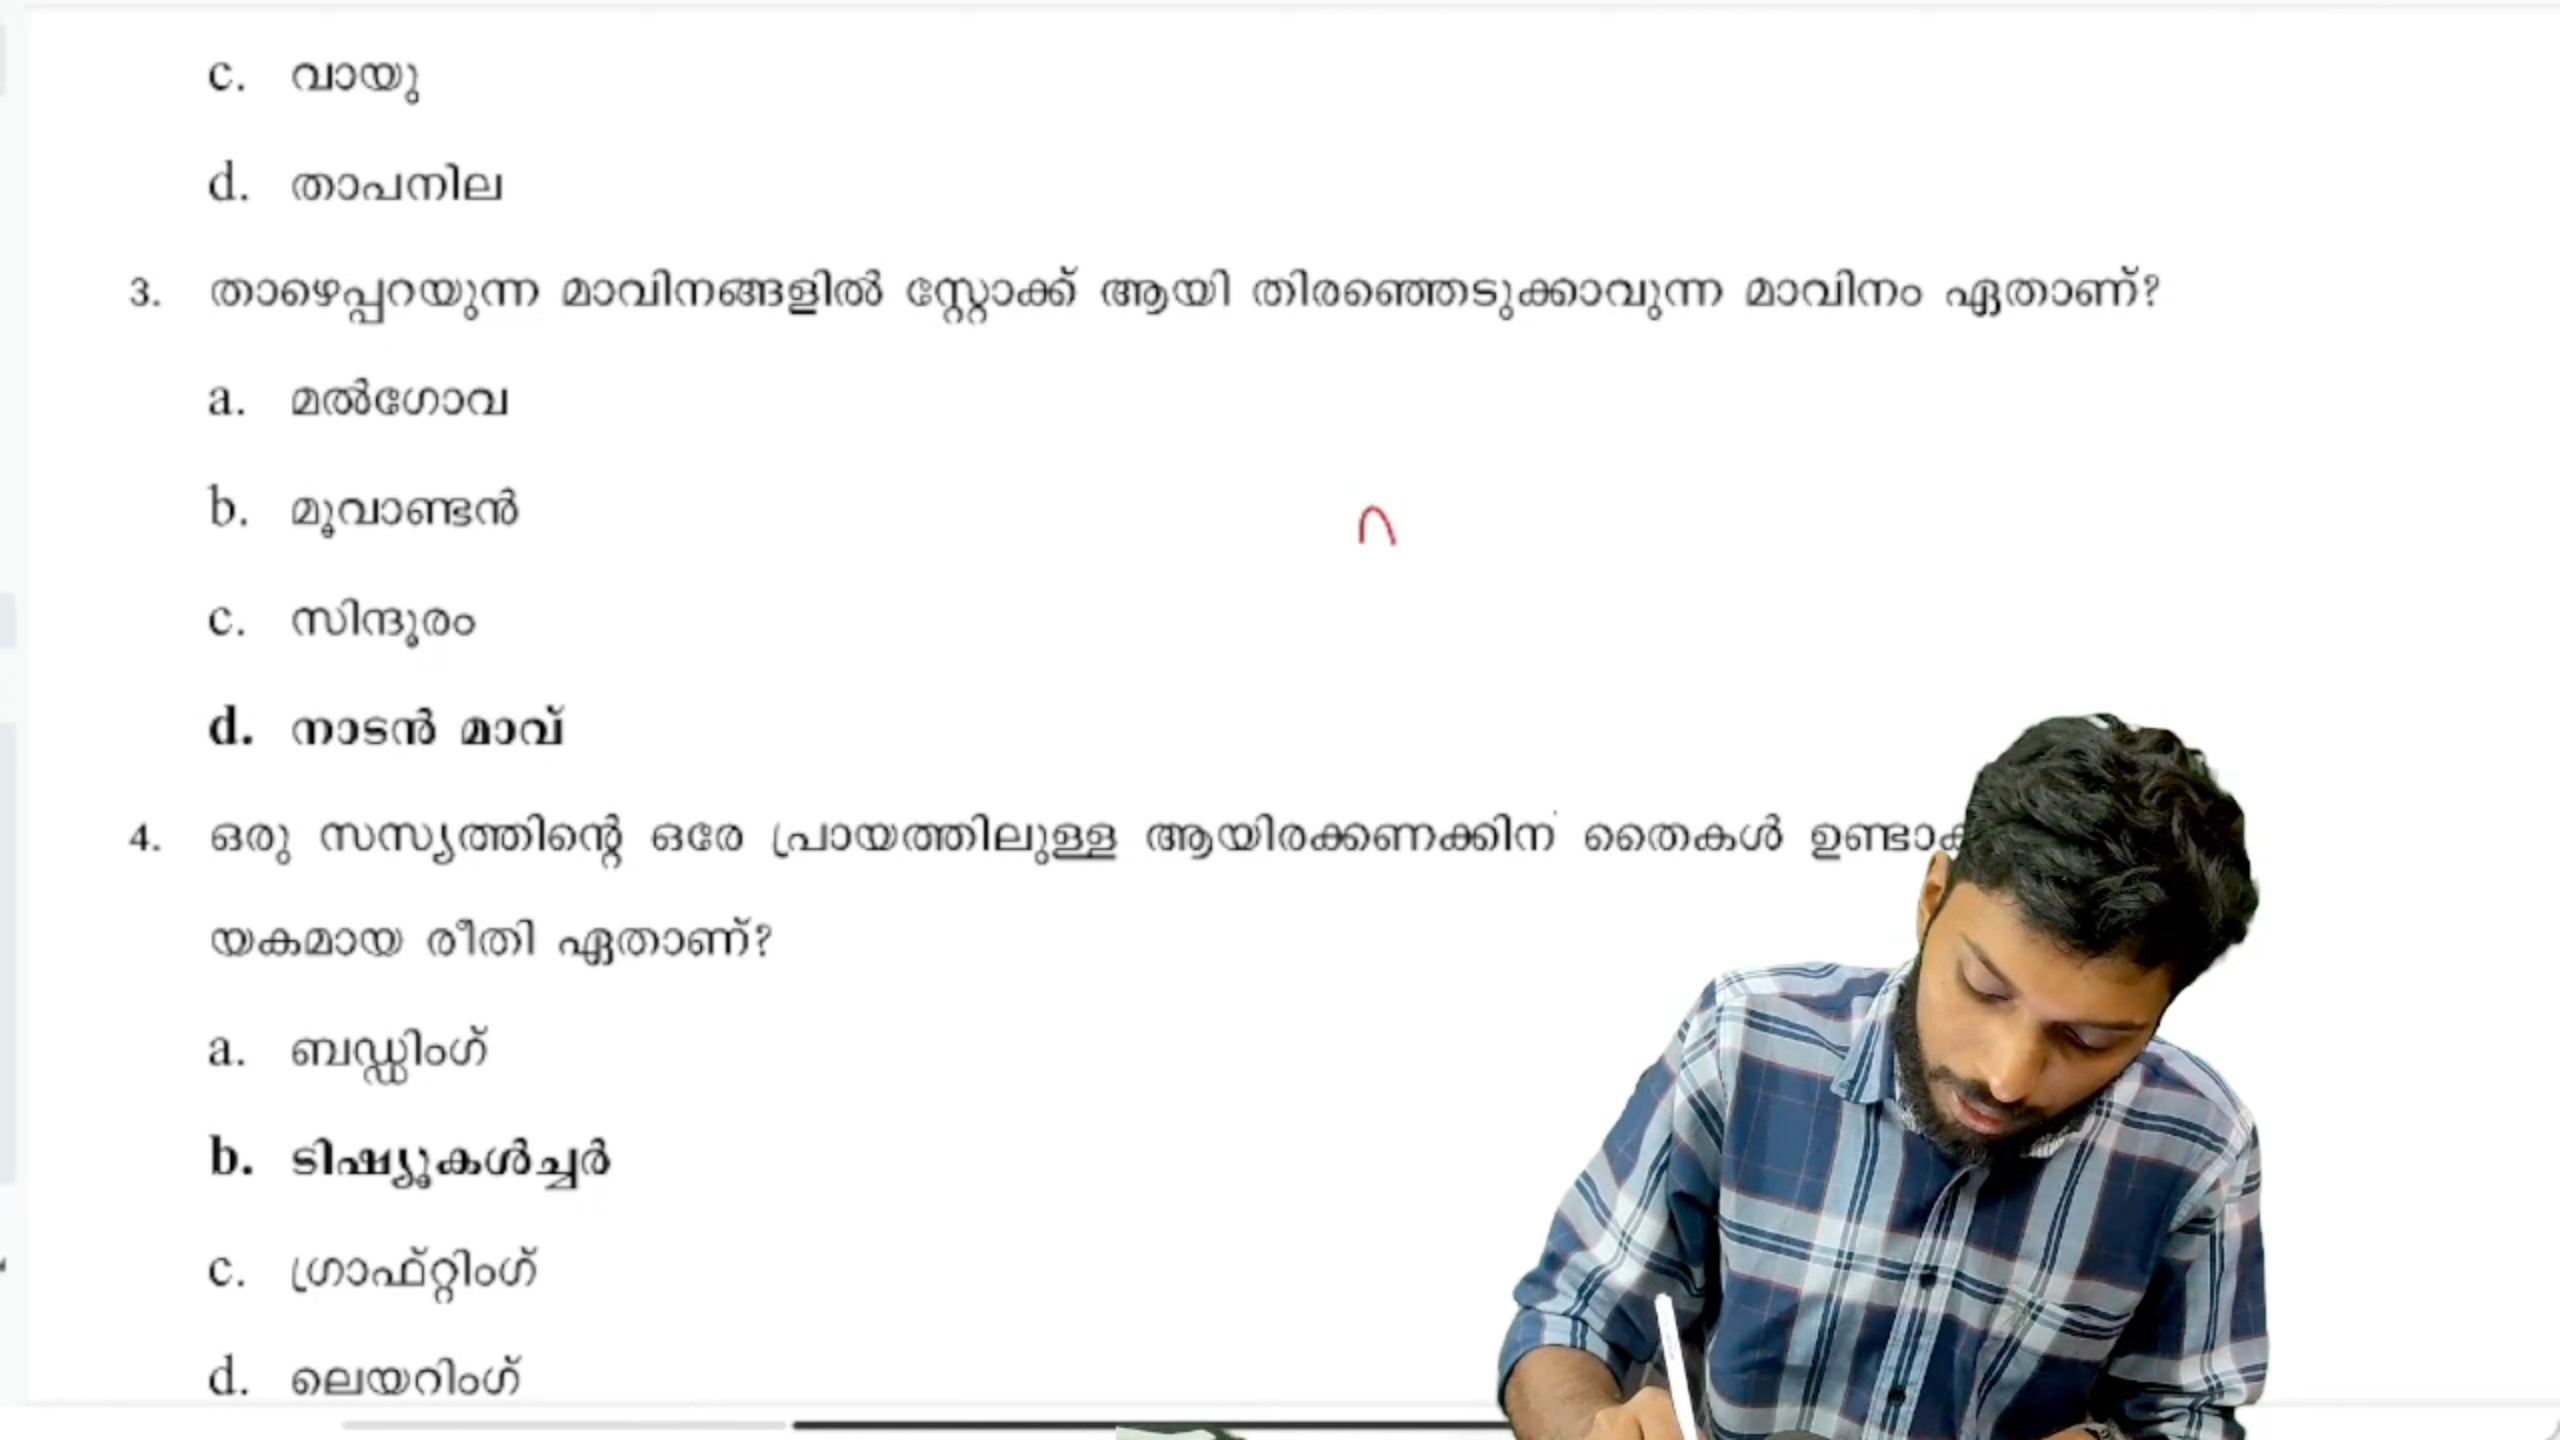 c. വായു
d. താപനില
3. താഴെപ്പറയുന്ന മാവിനങ്ങളിൽ സ്റ്റോക്ക് ആയി തിരഞ്ഞെടുക്കാവുന്ന മാവിനം ഏതാണ്?
a. മൽഗോവ
b. മൂവാണ്ടൻ
c. സിന്ദൂരം
d. നാടൻ മാവ്
4. ഒരു സസ്യത്തിന്റെ ഒരേ പ്രായത്തിലുള്ള ആയിരക്കണക്കിന് തൈകൾ
യകമായ രീതി ഏതാണ്?
a. ബഡ്ഡിംഗ്
b. ടിഷ്യൂകൾച്ചർ
c. ഗ്രാഫ്റ്റിംഗ്
d. ലെയറിംഗ്